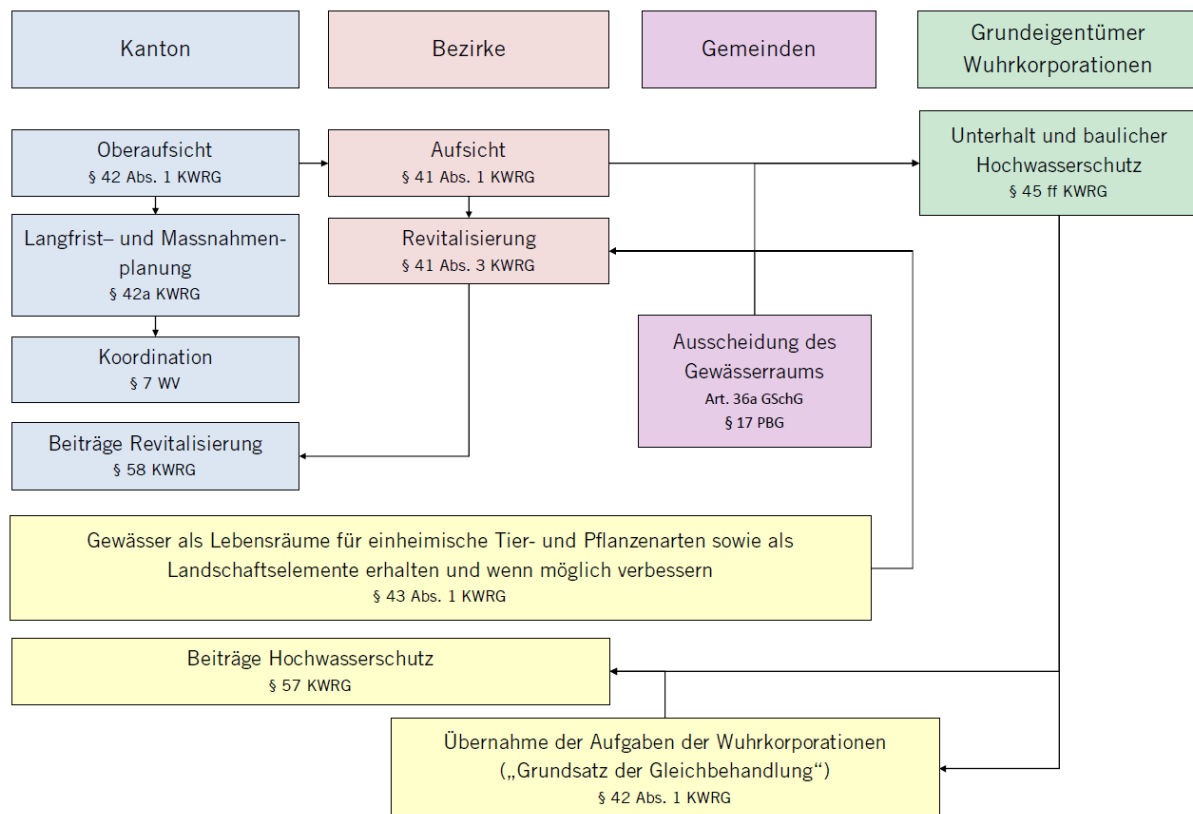 Kanton
Bezirke
Gemeinden
Grundeigentümer
Wuhrkorporationen
Oberaufsicht
§ 42 Abs. 1 KWRG
Aufsicht
§ 41 Abs. 1 KWRG
Unterhalt und baulicher
Hochwasserschutz
§ 45 ff KWRG
Langfrist– und Massnahmen-
planung
§ 42a KWRG
Revitalisierung
§ 41 Abs. 3 KWRG
Koordination
§ 7 WV
Ausscheidung des
Gewässerraums
Art. 36a GSchG
§ 17 PBG
Beiträge Revitalisierung
§ 58 KWRG
Gewässer als Lebensräume für einheimische Tier- und Pflanzenarten sowie als
Landschaftselemente erhalten und wenn möglich verbessern
§ 43 Abs. 1 KWRG
Beiträge Hochwasserschutz
§ 57 KWRG
Übernahme der Aufgaben der Wuhrkorporationen
(„Grundsatz der Gleichbehandlung“)
§ 42 Abs. 1 KWRG